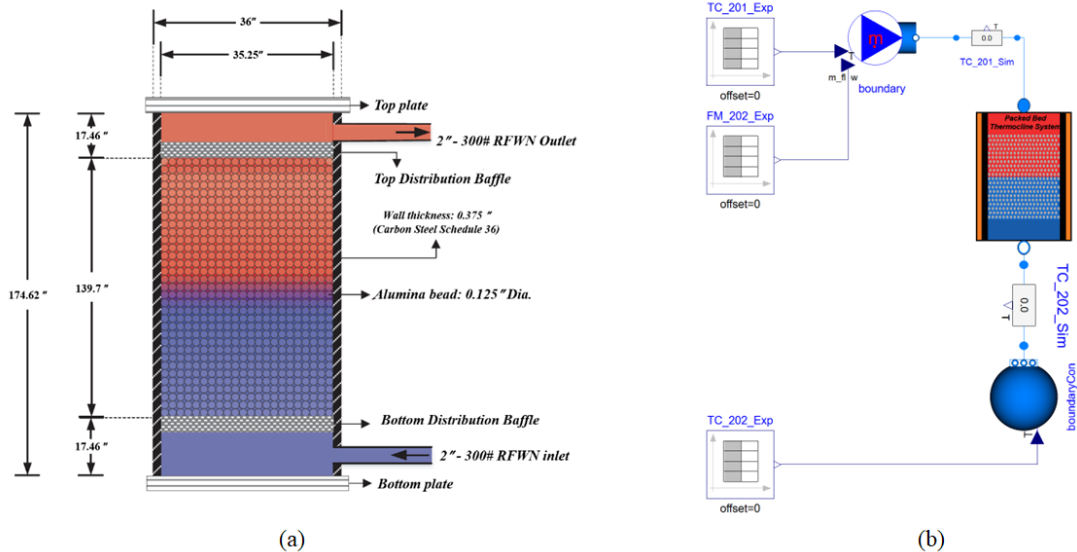 36"
35.25"
Top plate
17.46"
2"- 300# RFWN Outlet
Top Distribution Baffle
Wall thickness: 0.375 "
(Carbon Steel Schedule 36)
174.62"
139.7"
Alumina bead: 0.125"Dia.
Bottom Distribution Baffle
17.46"
2"- 300# RFWN inlet
Bottom plate
(a)
TC_201_Exp
offset=0
FM_202_Exp
offset=0
m_fl w
T
m
boundary
T
0.0
TC_201_Sim
Packed Bed
Thermocline System
0.0
T
TC_202_Sim
boundaryCon
T
TC_202_Exp
offset=0
(b)